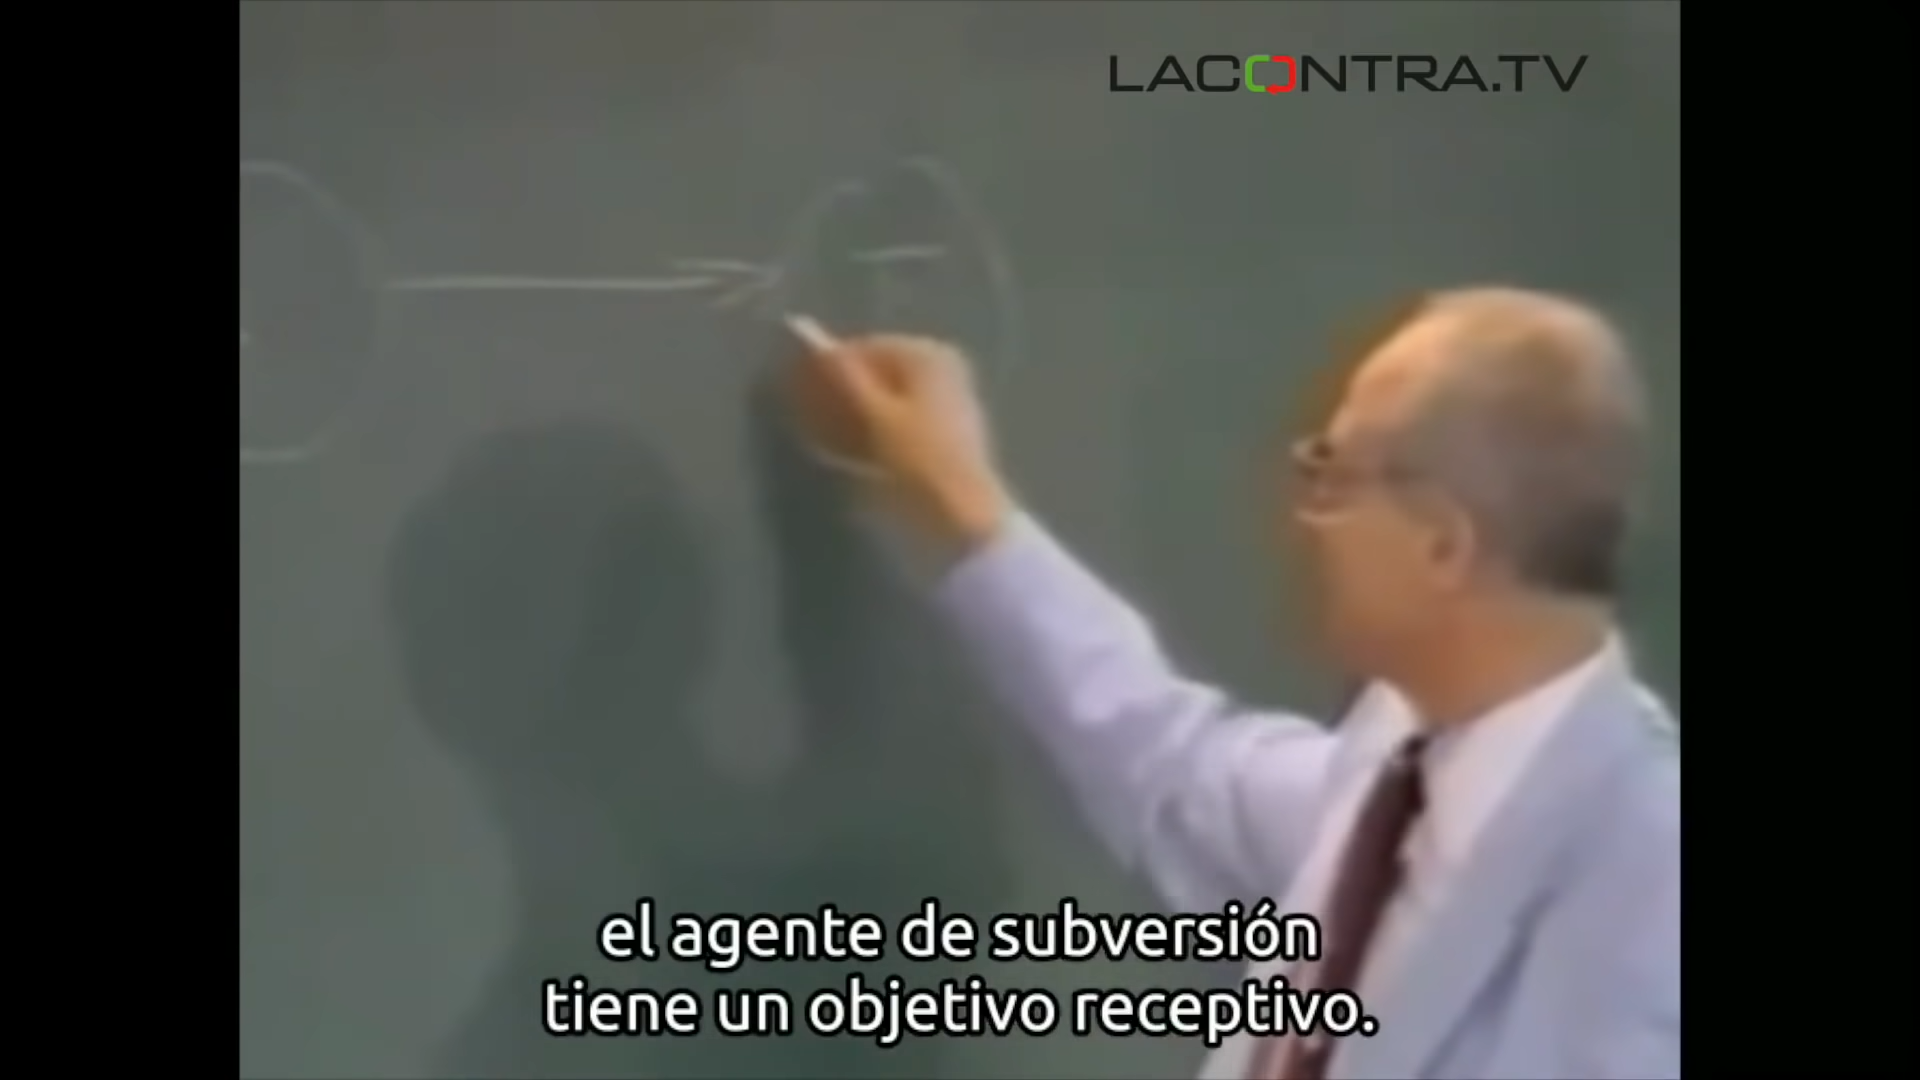 LACONTRA.TV
el agente de subversión
tiene un objetivo receptivo.